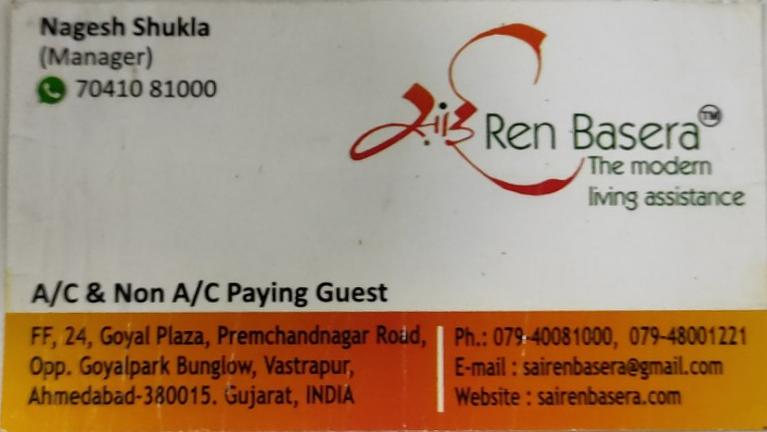 Nagesh Shukla
(Manager)
70410 81000
साईं Ren Basera™
The modern
living assistance
A/C & Non A/C Paying Guest
FF, 24, Goyal Plaza, Premchandnagar Road,
Opp. Goyalpark Bunglow, Vastrapur,
Ahmedabad-380015. Gujarat, INDIA
Ph.: 079-40081000, 079-48001221
E-mail : sairenbasera@gmail.com
Website : sairenbasera.com